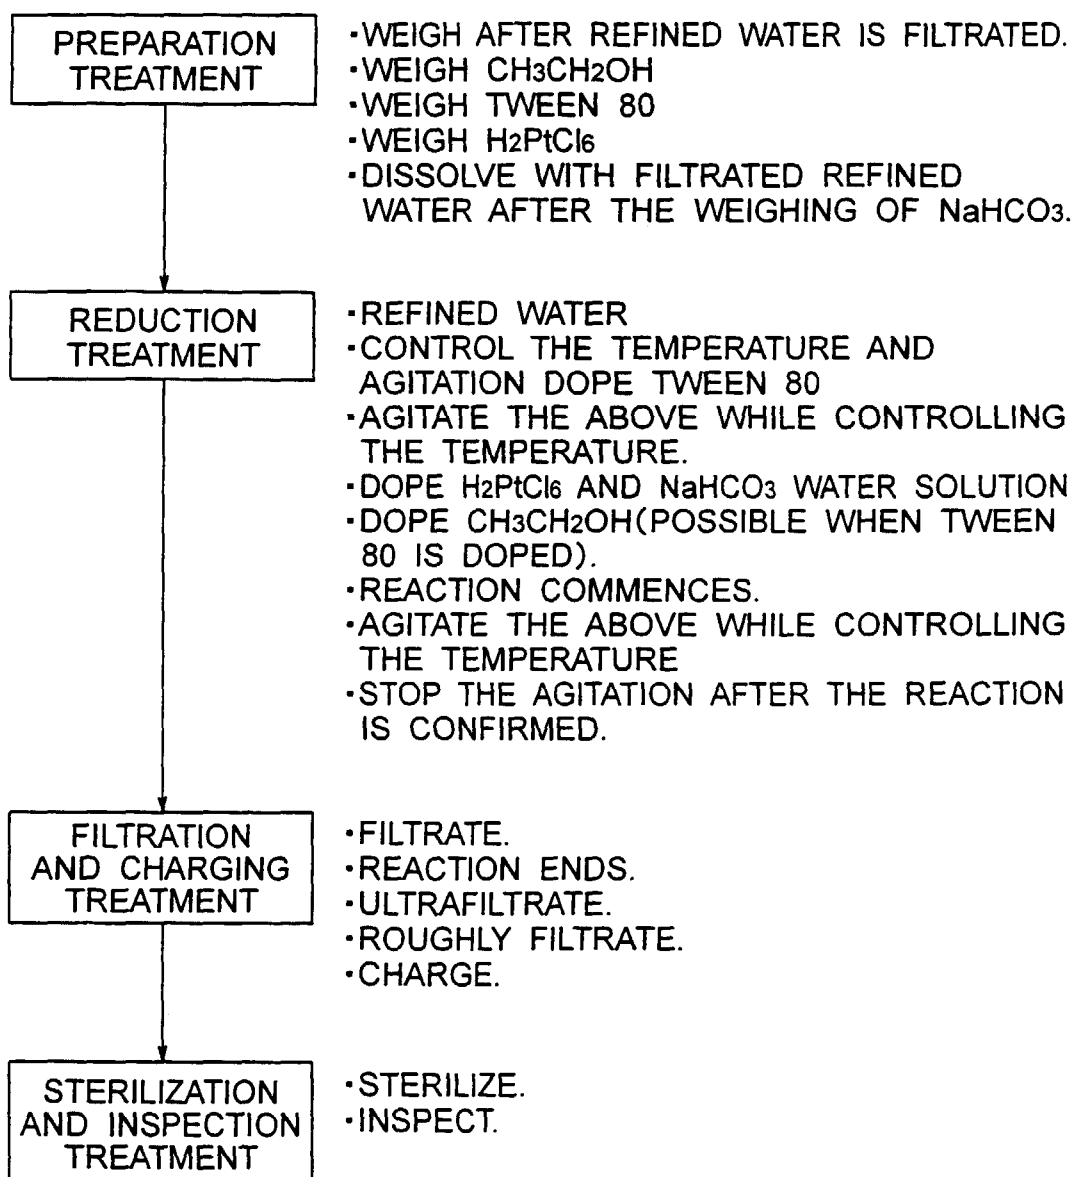 PREPARATION
TREATMENT
·WEIGH AFTER REFINED WATER IS FILTRATED.
·WEIGH CH3CH2OH
·WEIGH TWEEN 80
·WEIGH H2PtCl6
·DISSOLVE WITH FILTRATED REFINED
WATER AFTER THE WEIGHING OF NaHCO3.
REDUCTION
TREATMENT
·REFINED WATER
·CONTROL THE TEMPERATURE AND
AGITATION DOPE TWEEN 80
·AGITATE THE ABOVE WHILE CONTROLLING
THE TEMPERATURE.
·DOPE H2PtCl6 AND NaHCO3 WATER SOLUTION
·DOPE CH3CH2OH(POSSIBLE WHEN TWEEN
80 IS DOPED).
·REACTION COMMENCES.
·AGITATE THE ABOVE WHILE CONTROLLING
THE TEMPERATURE
·STOP THE AGITATION AFTER THE REACTION
IS CONFIRMED.
FILTRATION
AND CHARGING
TREATMENT
·FILTRATE.
·REACTION ENDS.
·ULTRAFILTRATE.
·ROUGHLY FILTRATE.
·CHARGE.
STERILIZATION
AND INSPECTION
TREATMENT
·STERILIZE.
·INSPECT.